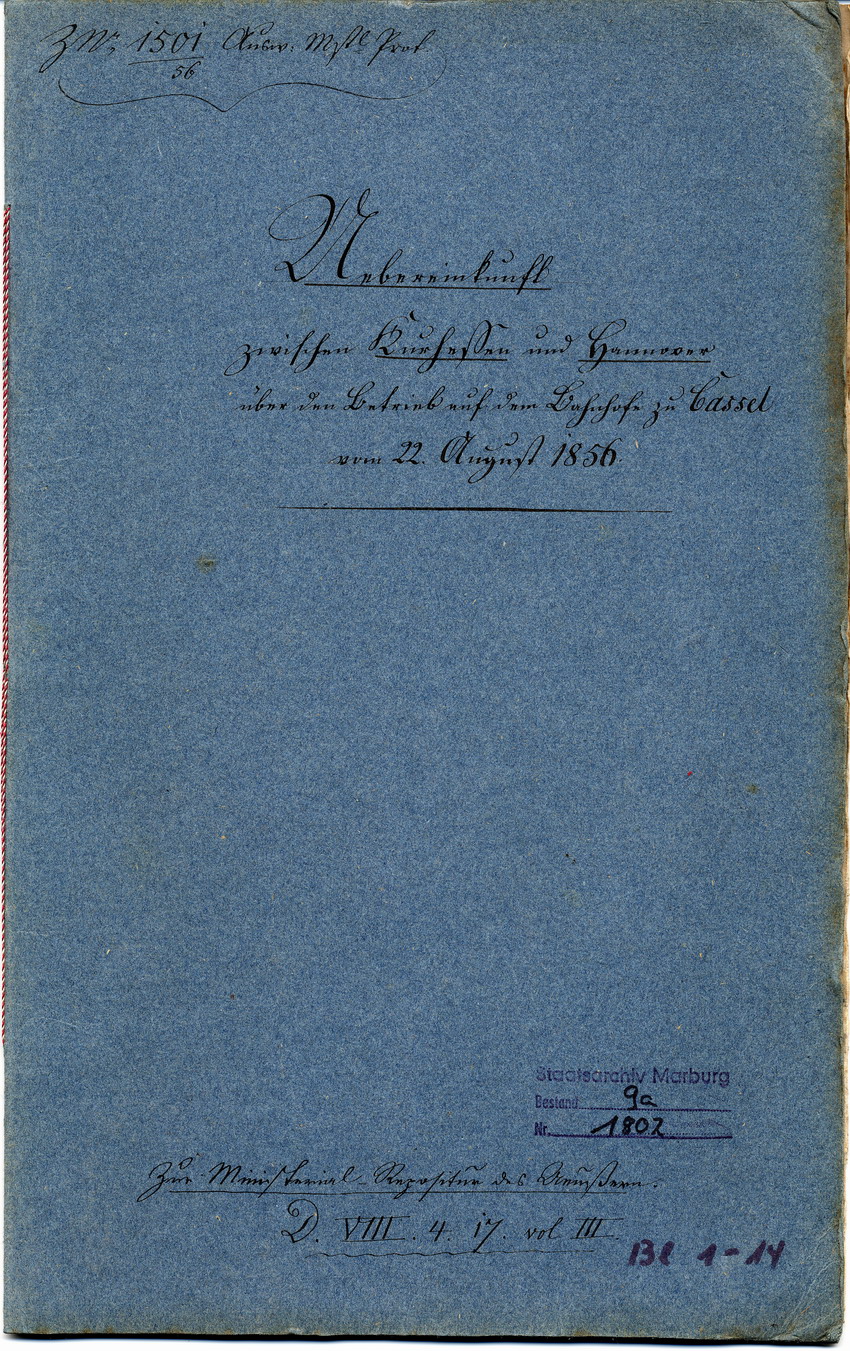 Z Nr. 1501 Ausw. Mstl Prot
56
Uebereinkunft
zwischen Kurhessen und Hannover
über den Betrieb auf dem Bahnhofe zu Cassel
vom 22. August 1856.
Staatsarchiv Marburg
Bestand 9a
Nr. 1802
Zur Ministerial-Repositur des Aeußern.
D. VIII. 4. 17. vol III.
Bl 1-14